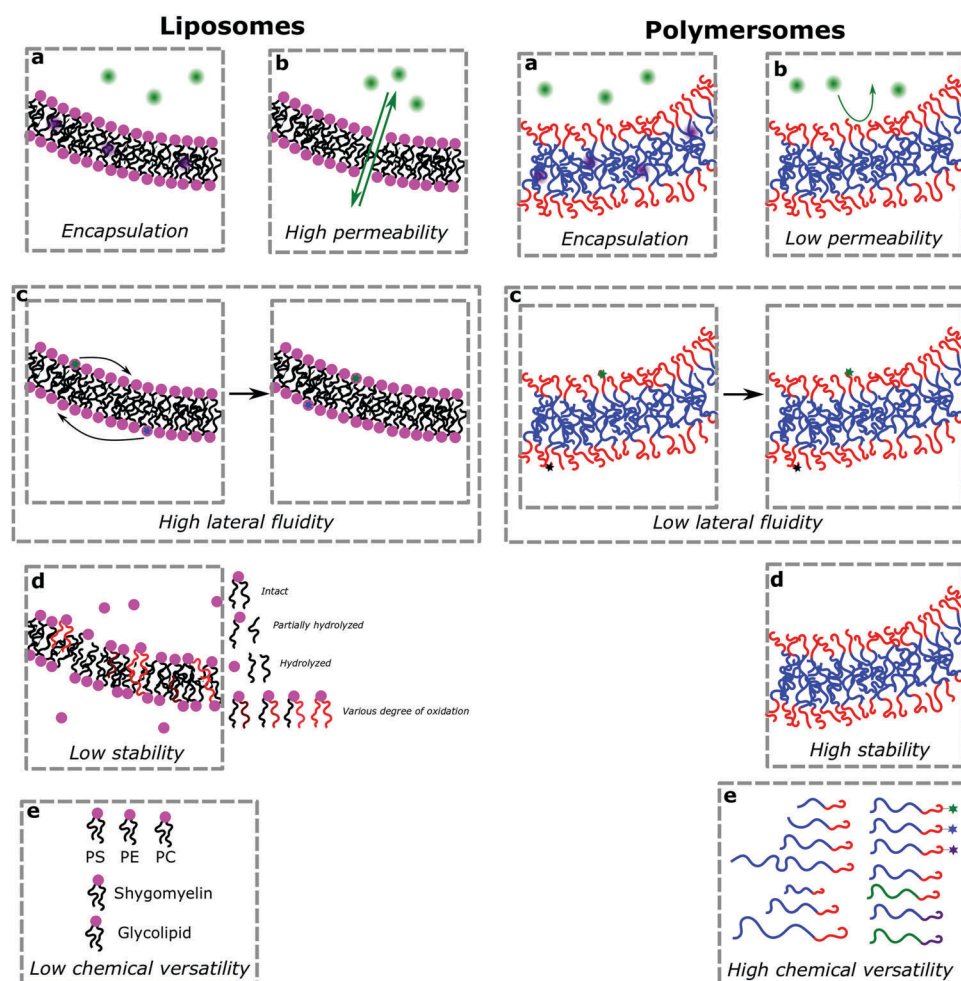 Liposomes
Polymersomes
a
b
a
b
Encapsulation
High permeability
Encapsulation
Low permeability
c
c
High lateral fluidity
Low lateral fluidity
d
Intact
Partially hydrolyzed
Hydrolyzed
Various degree of oxidation
Low stability
d
High stability
e
PS PE PC
Shygomyelin
Glycolipid
Low chemical versatility
e
High chemical versatility